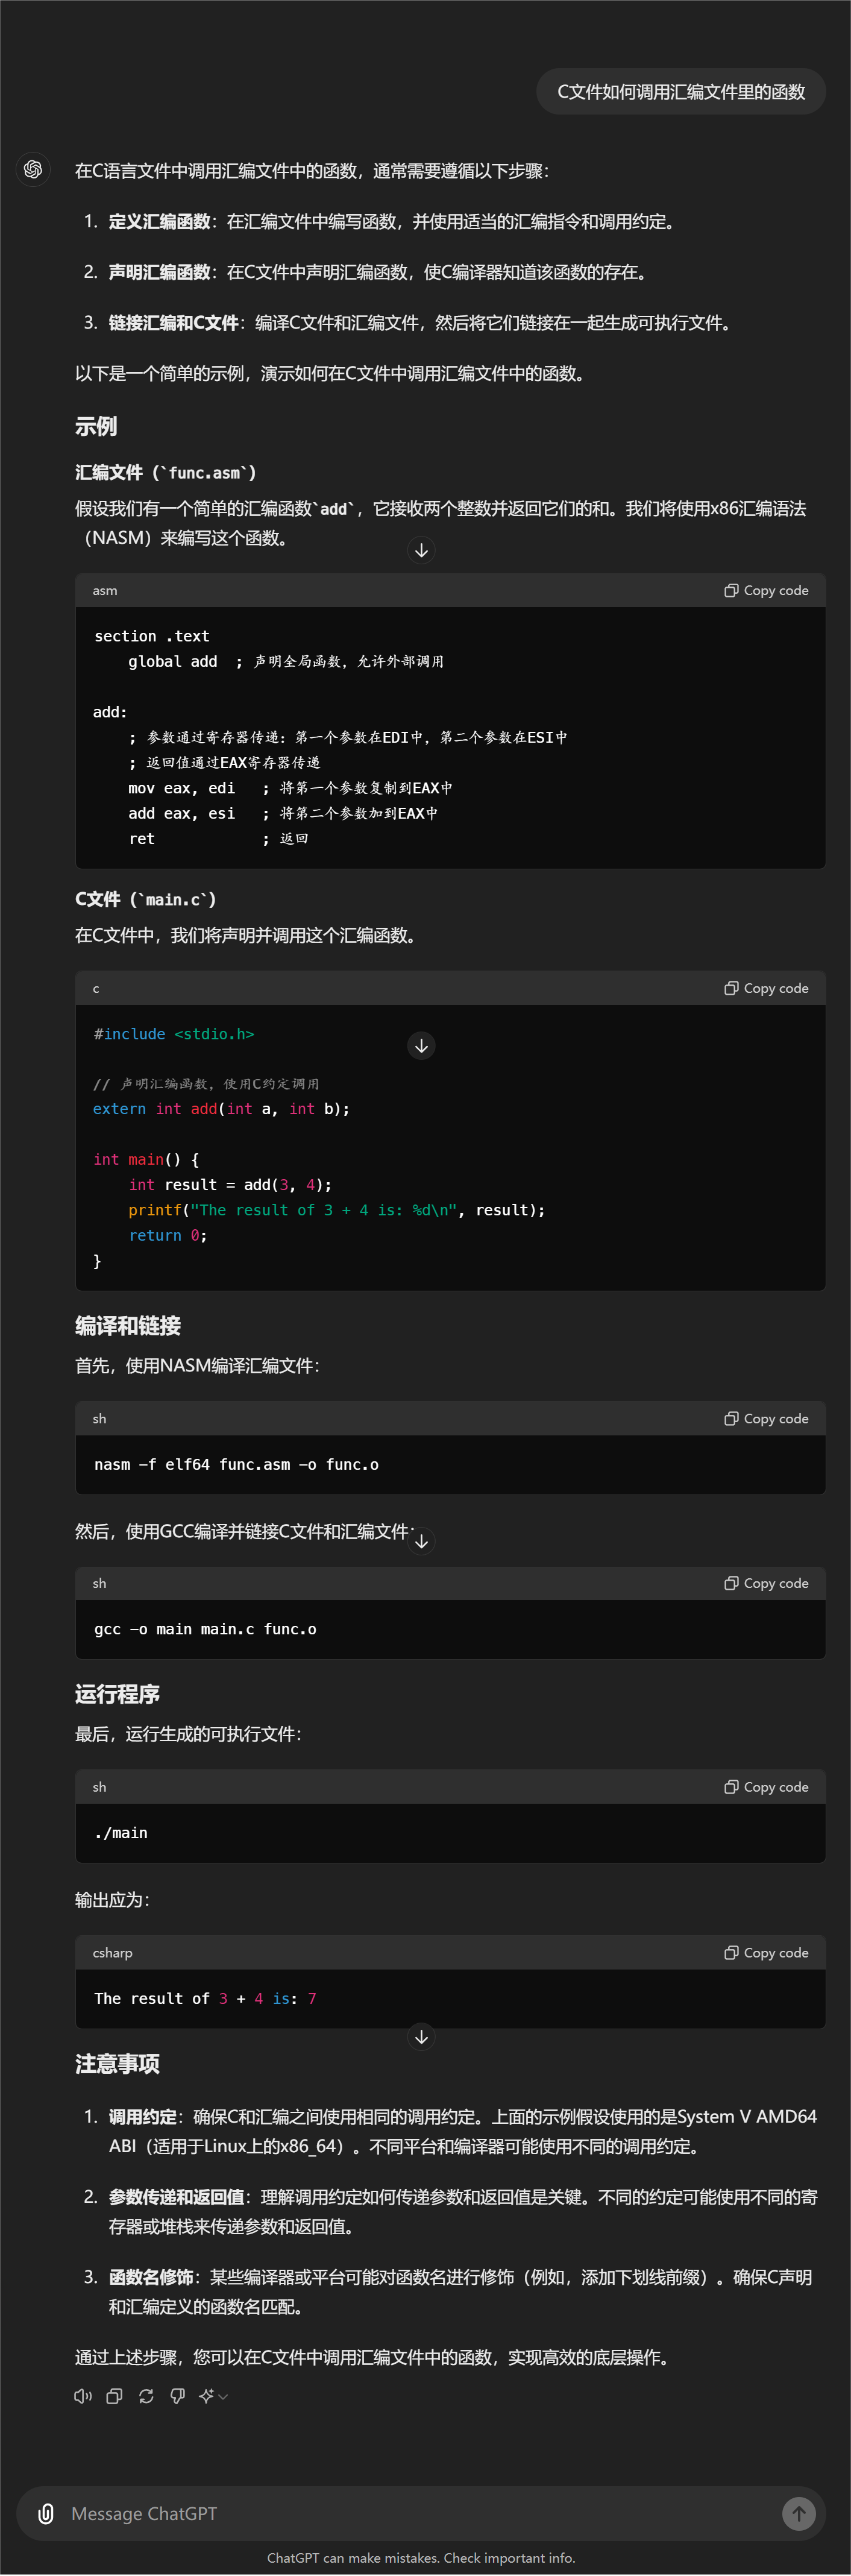 C文件如何调用汇编文件里的函数
在C语言文件中调用汇编文件中的函数，通常需要遵循以下步骤：
1. 定义汇编函数：在汇编文件中编写函数，并使用适当的汇编指令和调用约定。
2. 声明汇编函数：在C文件中声明汇编函数，使C编译器知道该函数的存在。
3. 链接汇编和C文件：编译C文件和汇编文件，然后将它们链接在一起生成可执行文件。
以下是一个简单的示例，演示如何在C文件中调用汇编文件中的函数。
示例
汇编文件（`func.asm`）
假设我们有一个简单的汇编函数`add`，它接收两个整数并返回它们的和。我们将使用x86汇编语法
（NASM）来编写这个函数。
asm
Copy code
section .text
    global add  ; 声明全局函数，允许外部调用
add:
    ; 参数通过寄存器传递：第一个参数在EDI中，第二个参数在ESI中
    ; 返回值通过EAX寄存器传递
    mov eax, edi   ; 将第一个参数复制到EAX中
    add eax, esi   ; 将第二个参数加到EAX中
    ret            ; 返回
C文件（`main.c`）
在C文件中，我们将声明并调用这个汇编函数。
c
Copy code
#include <stdio.h>
// 声明汇编函数，使用C约定调用
extern int add(int a, int b);
int main() {
    int result = add(3, 4);
    printf("The result of 3 + 4 is: %d\n", result);
    return 0;
}
编译和链接
首先，使用NASM编译汇编文件：
sh
Copy code
nasm -f elf64 func.asm -o func.o
然后，使用GCC编译并链接C文件和汇编文件：
sh
Copy code
gcc -o main main.c func.o
运行程序
最后，运行生成的可执行文件：
sh
Copy code
./main
输出应为：
csharp
Copy code
The result of 3 + 4 is: 7
注意事项
1. 调用约定：确保C和汇编之间使用相同的调用约定。上面的示例假设使用的是System V AMD64
ABI（适用于Linux上的x86_64）。不同平台和编译器可能使用不同的调用约定。
2. 参数传递和返回值：理解调用约定如何传递参数和返回值是关键。不同的约定可能使用不同的寄
存器或堆栈来传递参数和返回值。
3. 函数名修饰：某些编译器或平台可能对函数名进行修饰（例如，添加下划线前缀）。确保C声明
和汇编定义的函数名匹配。
通过上述步骤，您可以在C文件中调用汇编文件中的函数，实现高效的底层操作。
Message ChatGPT
ChatGPT can make mistakes. Check important info.